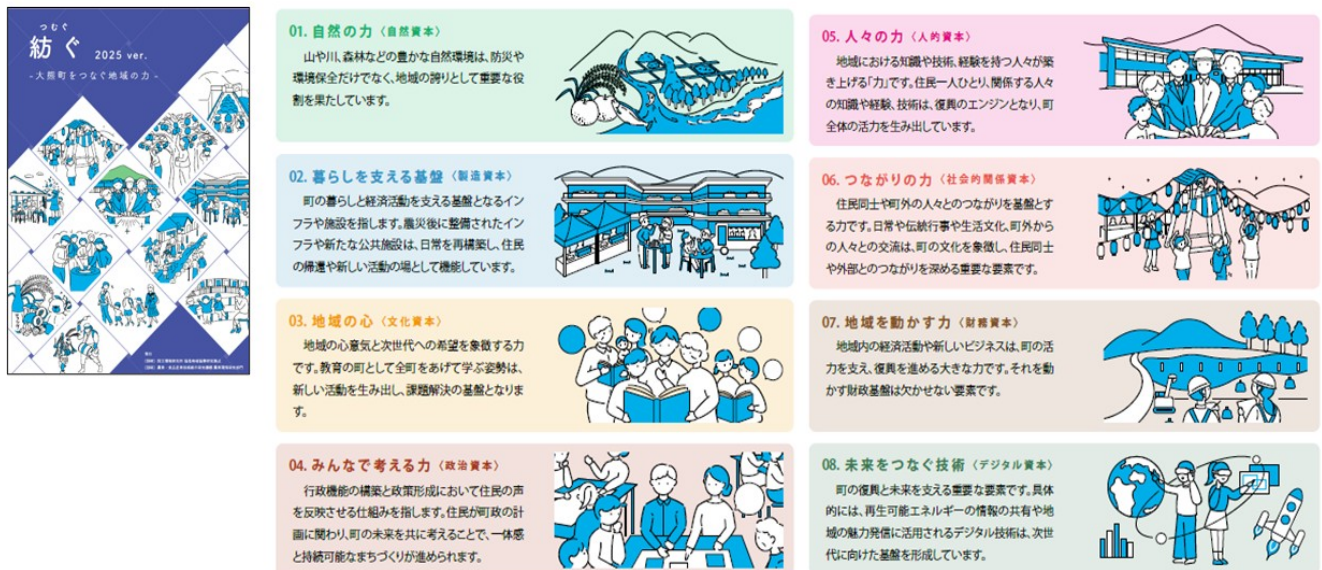 つむぐ
紡ぐ 2025 ver.
-大熊町をつなぐ地域の力-
01. 自然の力〈自然資本〉
山や川、森林などの豊かな自然環境は、防災や
環境保全だけでなく、地域の誇りとして重要な役
割を果たしています。
02. 暮らしを支える基盤〈製造資本〉
町の暮らしと経済活動を支える基盤となるイン
フラや施設を指します。震災後に整備されたイン
フラや新たな公共施設は、日常を再構築し、住民
の帰還や新しい活動の場として機能しています。
03. 地域の心〈文化資本〉
地域の心意気と次世代への希望を象徴する力
です。教育の町として全町をあげて学ぶ姿勢は、
新しい活動を生み出し、課題解決の基盤となりま
す。
04. みんなで考える力〈政治資本〉
行政機能の構築と政策形成において住民の声
を反映させる仕組みを指します。住民が町政の計
画に関わり、町の未来を共に考えることで、一体感
と持続可能なまちづくりが進められます。
05. 人々の力〈人的資本〉
地域における知識や技術、経験を持つ人々が築
き上げる「力」です。住民一人ひとり、関係する人々
の知識や経験、技術は、復興のエンジンとなり、町
全体の活力を生み出しています。
06. つながりの力〈社会的関係資本〉
住民同士や町外の人々とのつながりを基盤とす
る力です。日常や伝統行事や生活文化、町外から
の人々との交流は、町の文化を象徴し、住民同士
や外部とのつながりを深める重要な要素です。
07. 地域を動かす力〈財務資本〉
地域内の経済活動や新しいビジネスは、町の活
力を支え、復興を進める大きな力です。それを動
かす財政基盤は欠かせない要素です。
08. 未来をつなぐ技術〈デジタル資本〉
町の復興と未来を支える重要な要素です。具体
的には、再生可能エネルギーの情報の共有や地
域の魅力発信に活用されるデジタル技術は、次世
代に向けた基盤を形成しています。